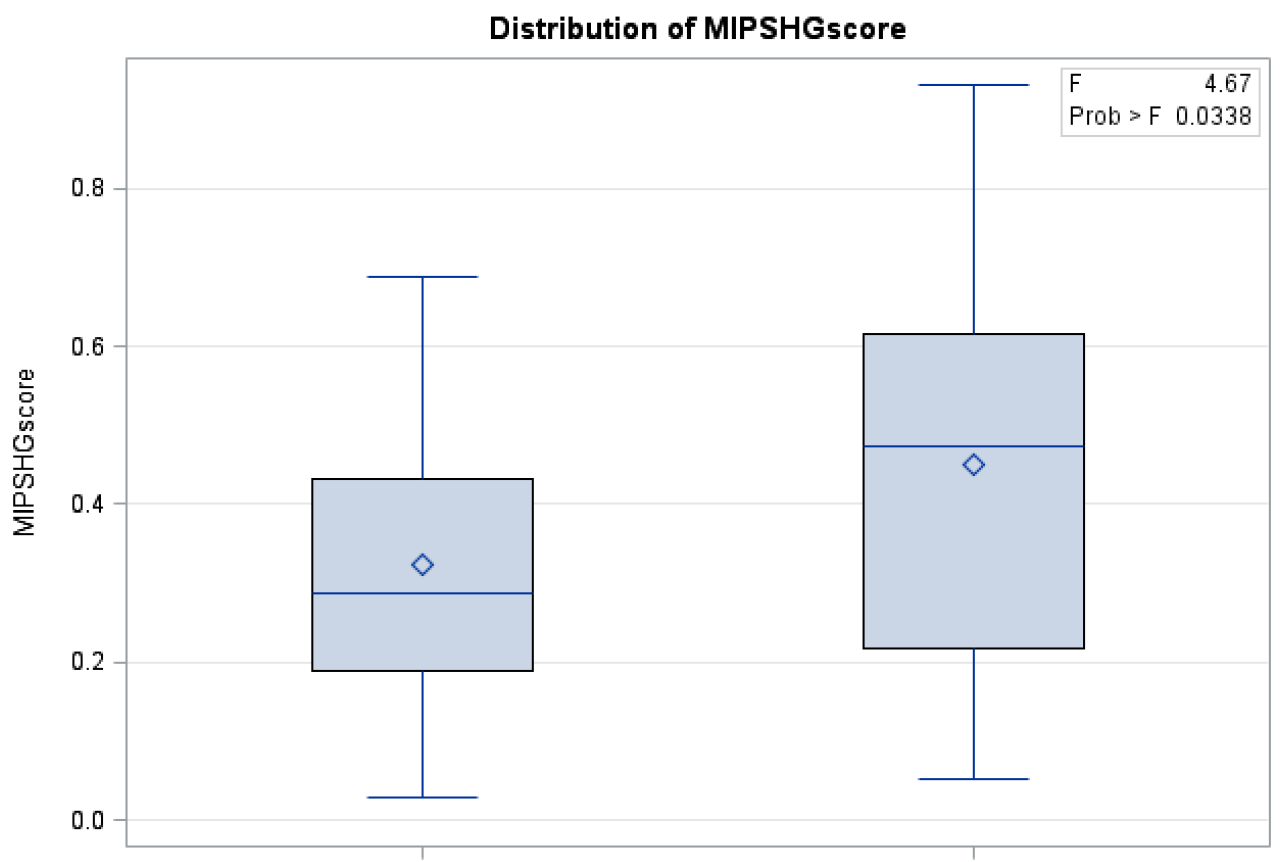 Distribution of MIPSHGscore
F 4.67
Prob > F 0.0338
0.8
0.6
0.4
0.2
0.0
MIPSHGscore